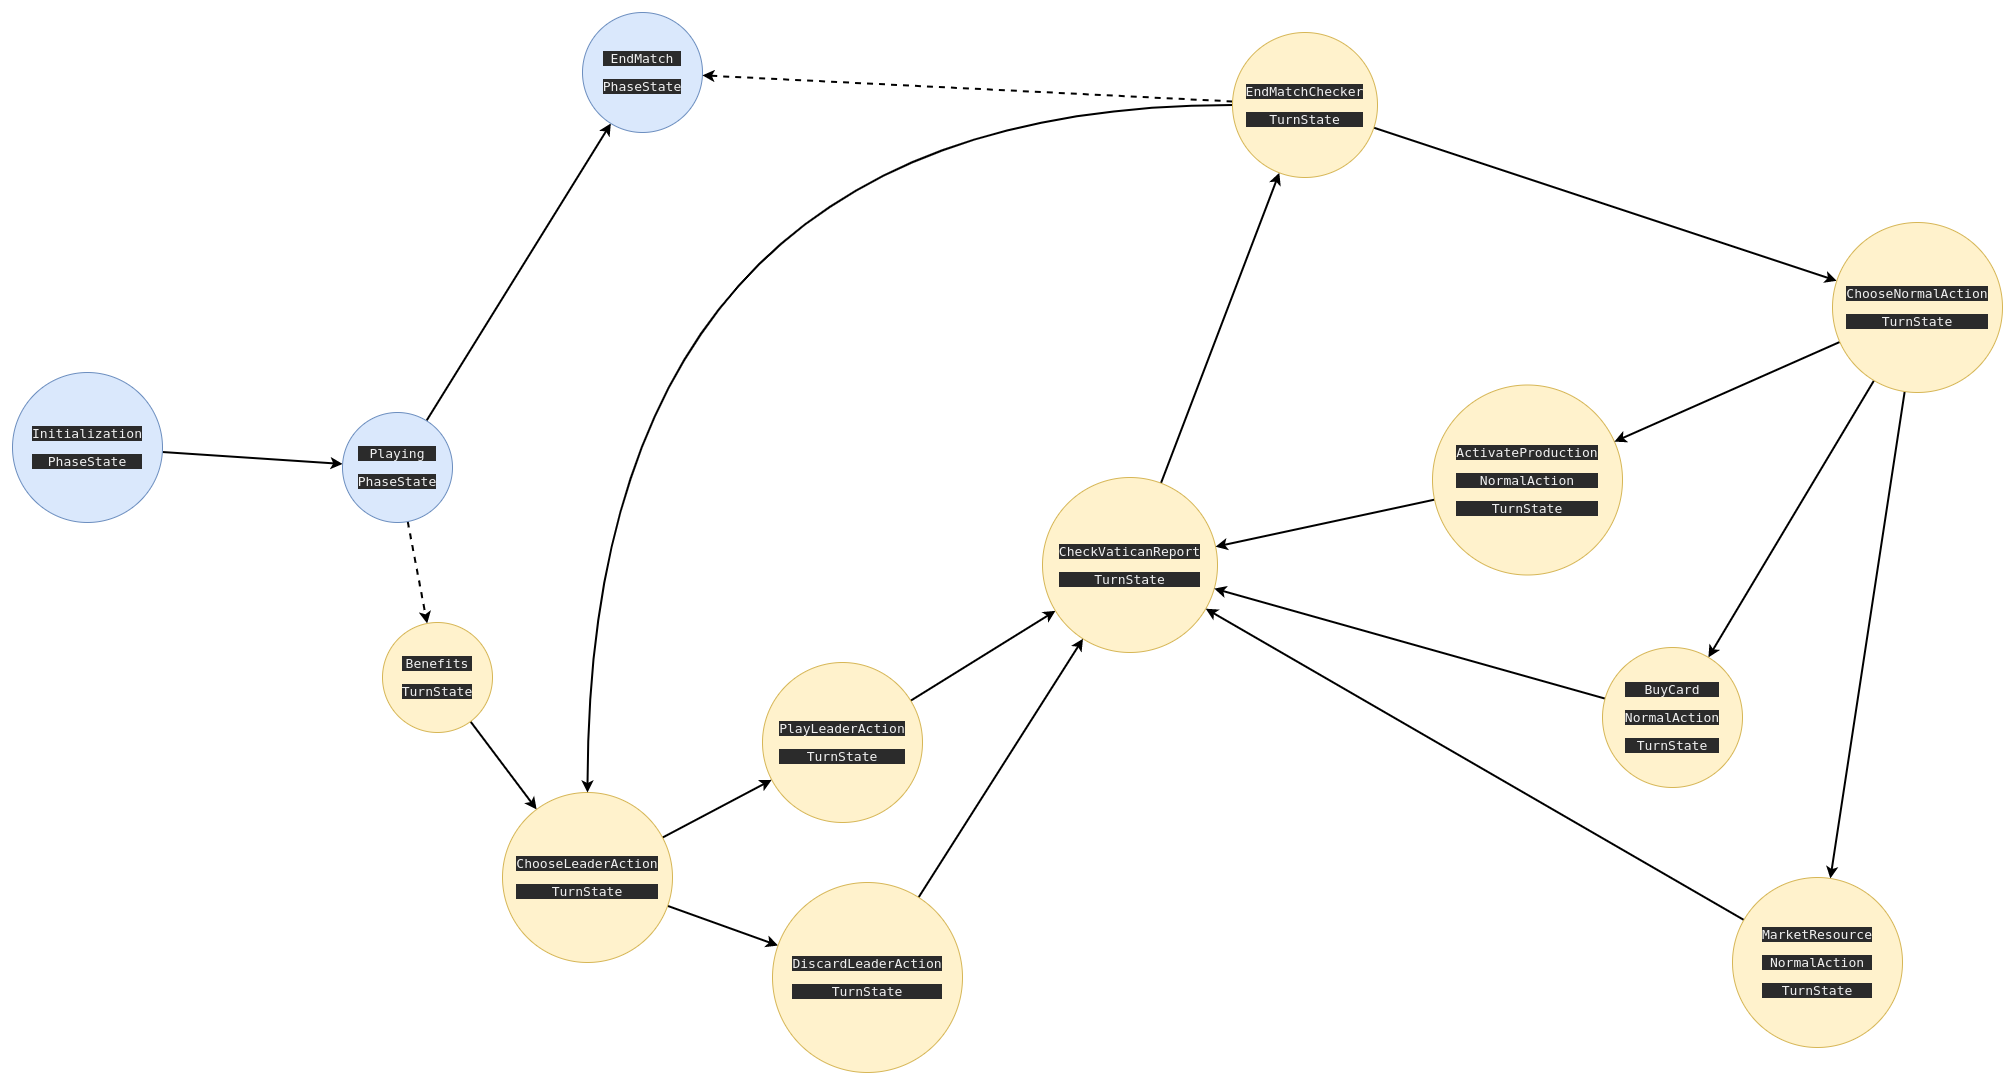 EndMatch
PhaseState
EndMatchChecker
TurnState
ChooseNormalAction
TurnState
Initialization
PhaseState
Playing
PhaseState
ActivateProduction
NormalAction
TurnState
CheckVaticanReport
TurnState
Benefits
TurnState
PlayLeaderAction
TurnState
BuyCard
NormalAction
TurnState
ChooseLeaderAction
TurnState
DiscardLeaderAction
TurnState
MarketResource
NormalAction
TurnState